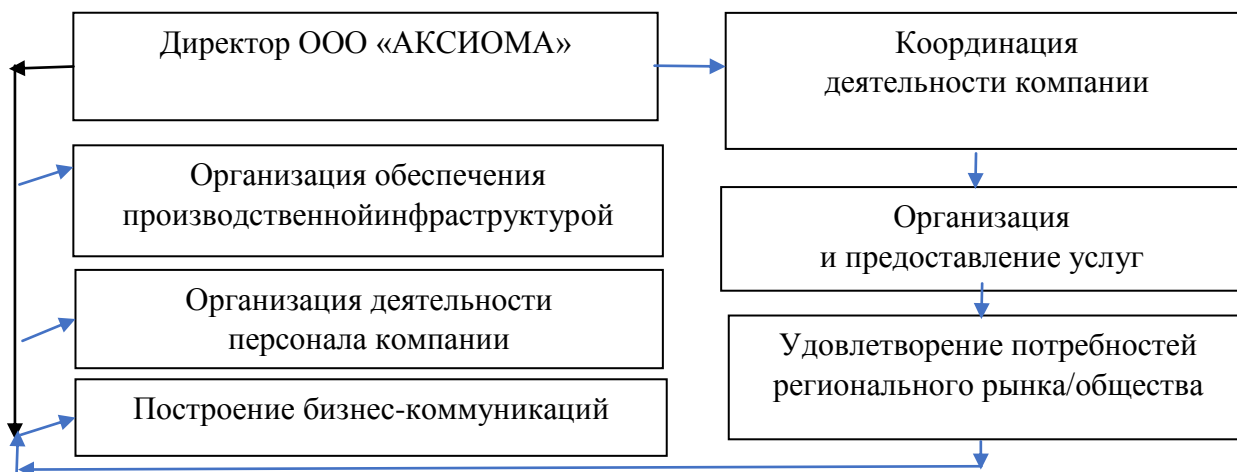 Директор ООО «АКСИОМА»
Координация
деятельности компании
Организация обеспечения
производственнойинфраструктурой
Организация
и предоставление услуг
Организация деятельности
персонала компании
Удовлетворение потребностей
регионального рынка/общества
Построение бизнес-коммуникаций